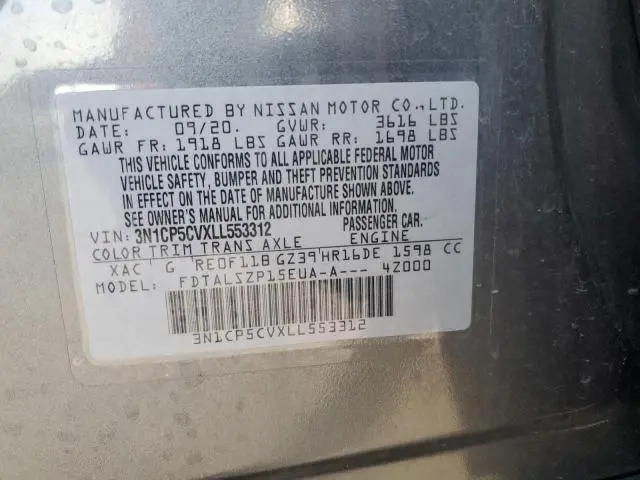 MANUFACTURED BY NISSAN MOTOR CO.,LTD.
DATE: 09/20. GVWR: 3616 LBS
GAWR FR: 1918 LBS GAWR RR: 1698 LBS
THIS VEHICLE CONFORMS TO ALL APPLICABLE FEDERAL MOTOR
VEHICLE SAFETY, BUMPER AND THEFT PREVENTION STANDARDS
IN EFFECT ON THE DATE OF MANUFACTURE SHOWN ABOVE.
SEE OWNER'S MANUAL FOR ADDITIONAL INFORMATION.
VIN: 3N1CP5CVXLL553312 PASSENGER CAR.
COLOR TRIM TRANS AXLE ENGINE
XAC G RE0F11B GZ39 HR16DE 1598 CC
MODEL: FDTALSZP15EUA-A--- 4Z000
3N1CP5CVXLL553312